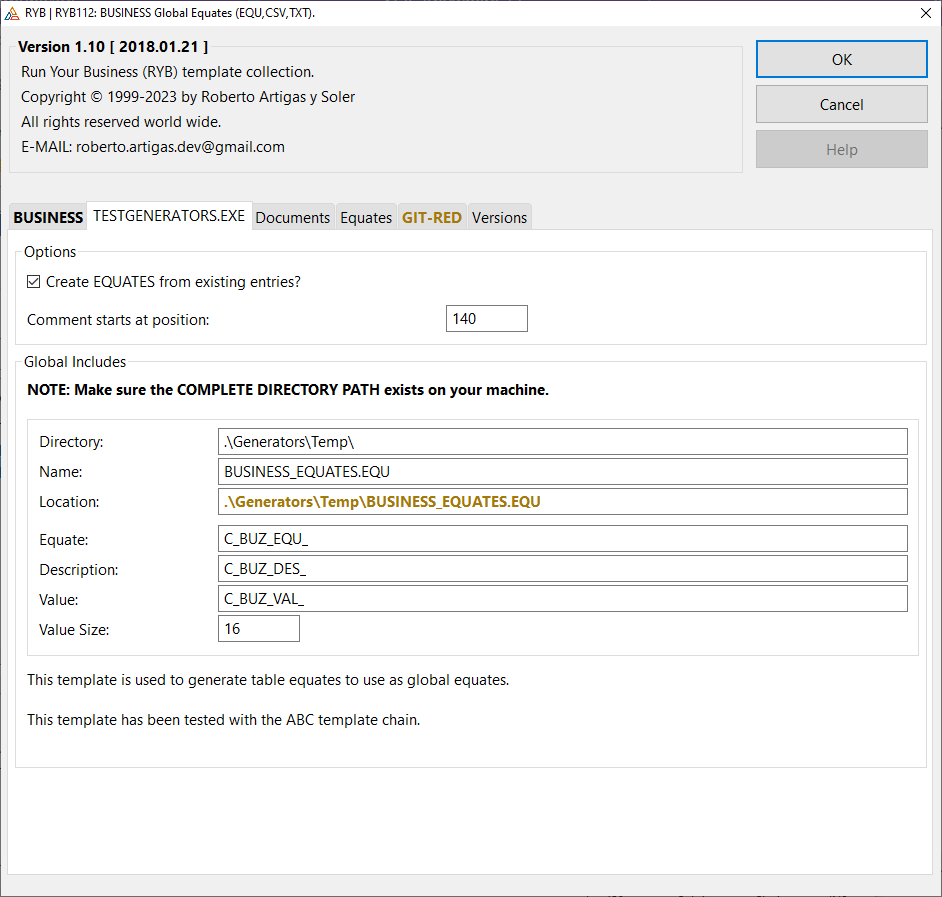 RYB | RYB112: BUSINESS Global Equates (EQU,CSV,TXT).
Version 1.10 [ 2018.01.21 ]
Run Your Business (RYB) template collection.
Copyright © 1999-2023 by Roberto Artigas y Soler
All rights reserved world wide.
E-MAIL: roberto.artigas.dev@gmail.com
OK
Cancel
Help
BUSINESS TESTGENERATORS.EXE Documents Equates GIT-RED Versions
Options
Create EQUATES from existing entries?
Comment starts at position: 140
Global Includes
NOTE: Make sure the COMPLETE DIRECTORY PATH exists on your machine.
Directory: .\Generators\Temp\
Name: BUSINESS_EQUATES.EQU
Location: .\Generators\Temp\BUSINESS_EQUATES.EQU
Equate: C_BUZ_EQU_
Description: C_BUZ_DES_
Value: C_BUZ_VAL_
Value Size: 16
This template is used to generate table equates to use as global equates.
This template has been tested with the ABC template chain.